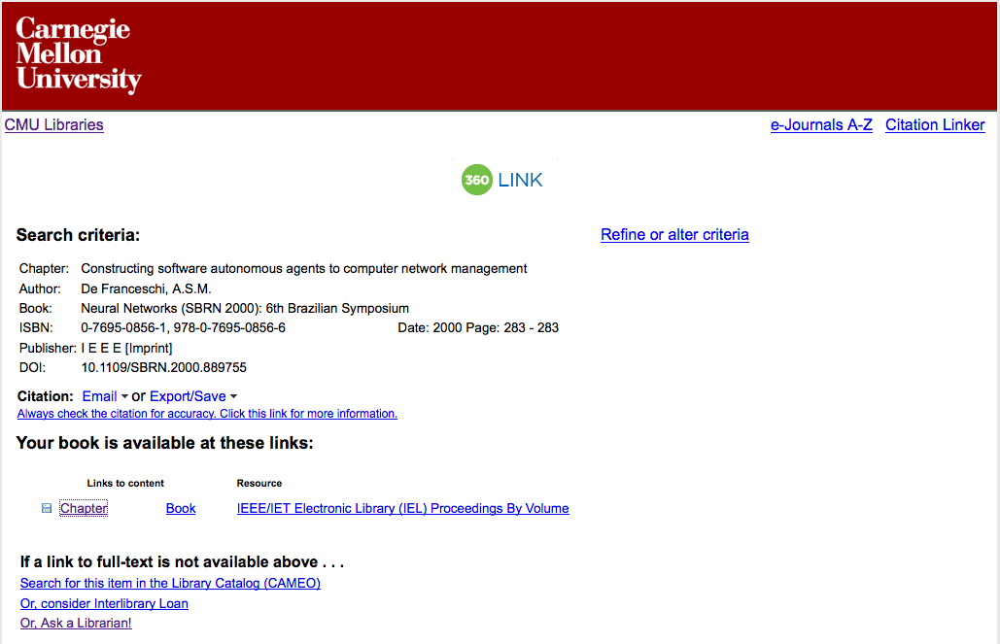 Carnegie
Mellon
University
CMU Libraries e-Journals A-Z Citation Linker
360 LINK
Search criteria: Refine or alter criteria
Chapter: Constructing software autonomous agents to computer network management
Author: De Franceschi, A.S.M.
Book: Neural Networks (SBRN 2000): 6th Brazilian Symposium
ISBN: 0-7695-0856-1, 978-0-7695-0856-6 Date: 2000 Page: 283 - 283
Publisher: I E E E [Imprint]
DOI: 10.1109/SBRN.2000.889755
Citation: Email or Export/Save
Always check the citation for accuracy. Click this link for more information.
Your book is available at these links:
Links to content Resource
Chapter Book IEEE/IET Electronic Library (IEL) Proceedings By Volume
If a link to full-text is not available above . . .
Search for this item in the Library Catalog (CAMEO)
Or, consider Interlibrary Loan
Or, Ask a Librarian!